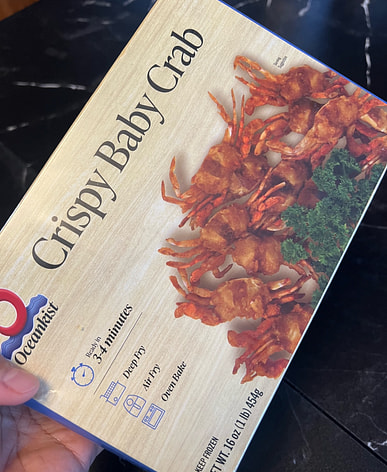 Crispy Baby Crab
Oceankist
Ready in
3-4 minutes
Deep Fry
Air Fry
Oven Bake
KEEP FROZEN
ET WT. 16 oz (1 lb) 454g